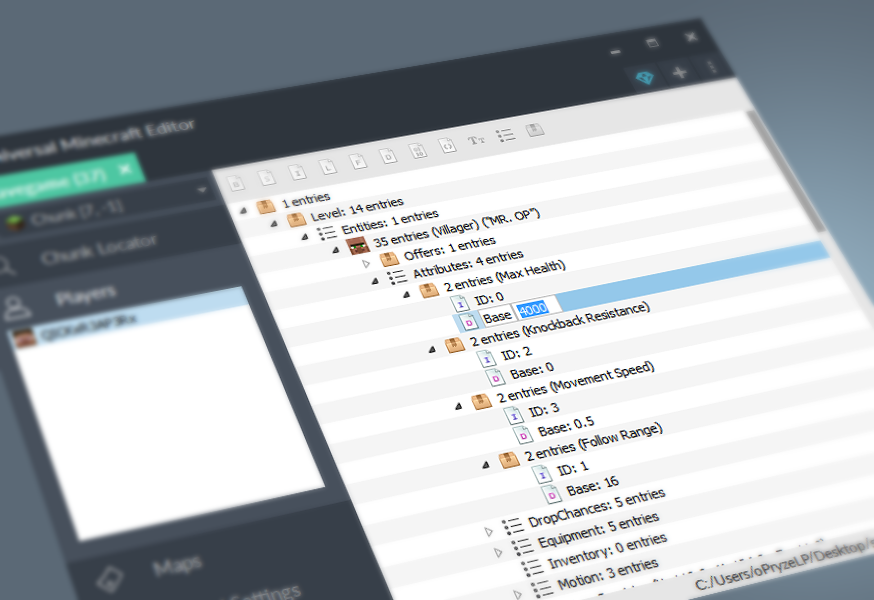 Universal Minecraft Editor
savegame (37)
Chunk [7, -1]
Chunk Locator
Players
Maps
Settings
1 entries
Level: 14 entries
Entities: 1 entries
35 entries (Villager) ("MR. OP")
Offers: 1 entries
Attributes: 4 entries
2 entries (Max Health)
ID: 0
Base 4000
2 entries (Knockback Resistance)
ID: 2
Base: 0
2 entries (Movement Speed)
ID: 3
Base: 0.5
2 entries (Follow Range)
ID: 1
Base: 16
DropChances: 5 entries
Equipment: 5 entries
Inventory: 0 entries
Motion: 3 entries
C:/Users/oPryzeLP/Desktop/